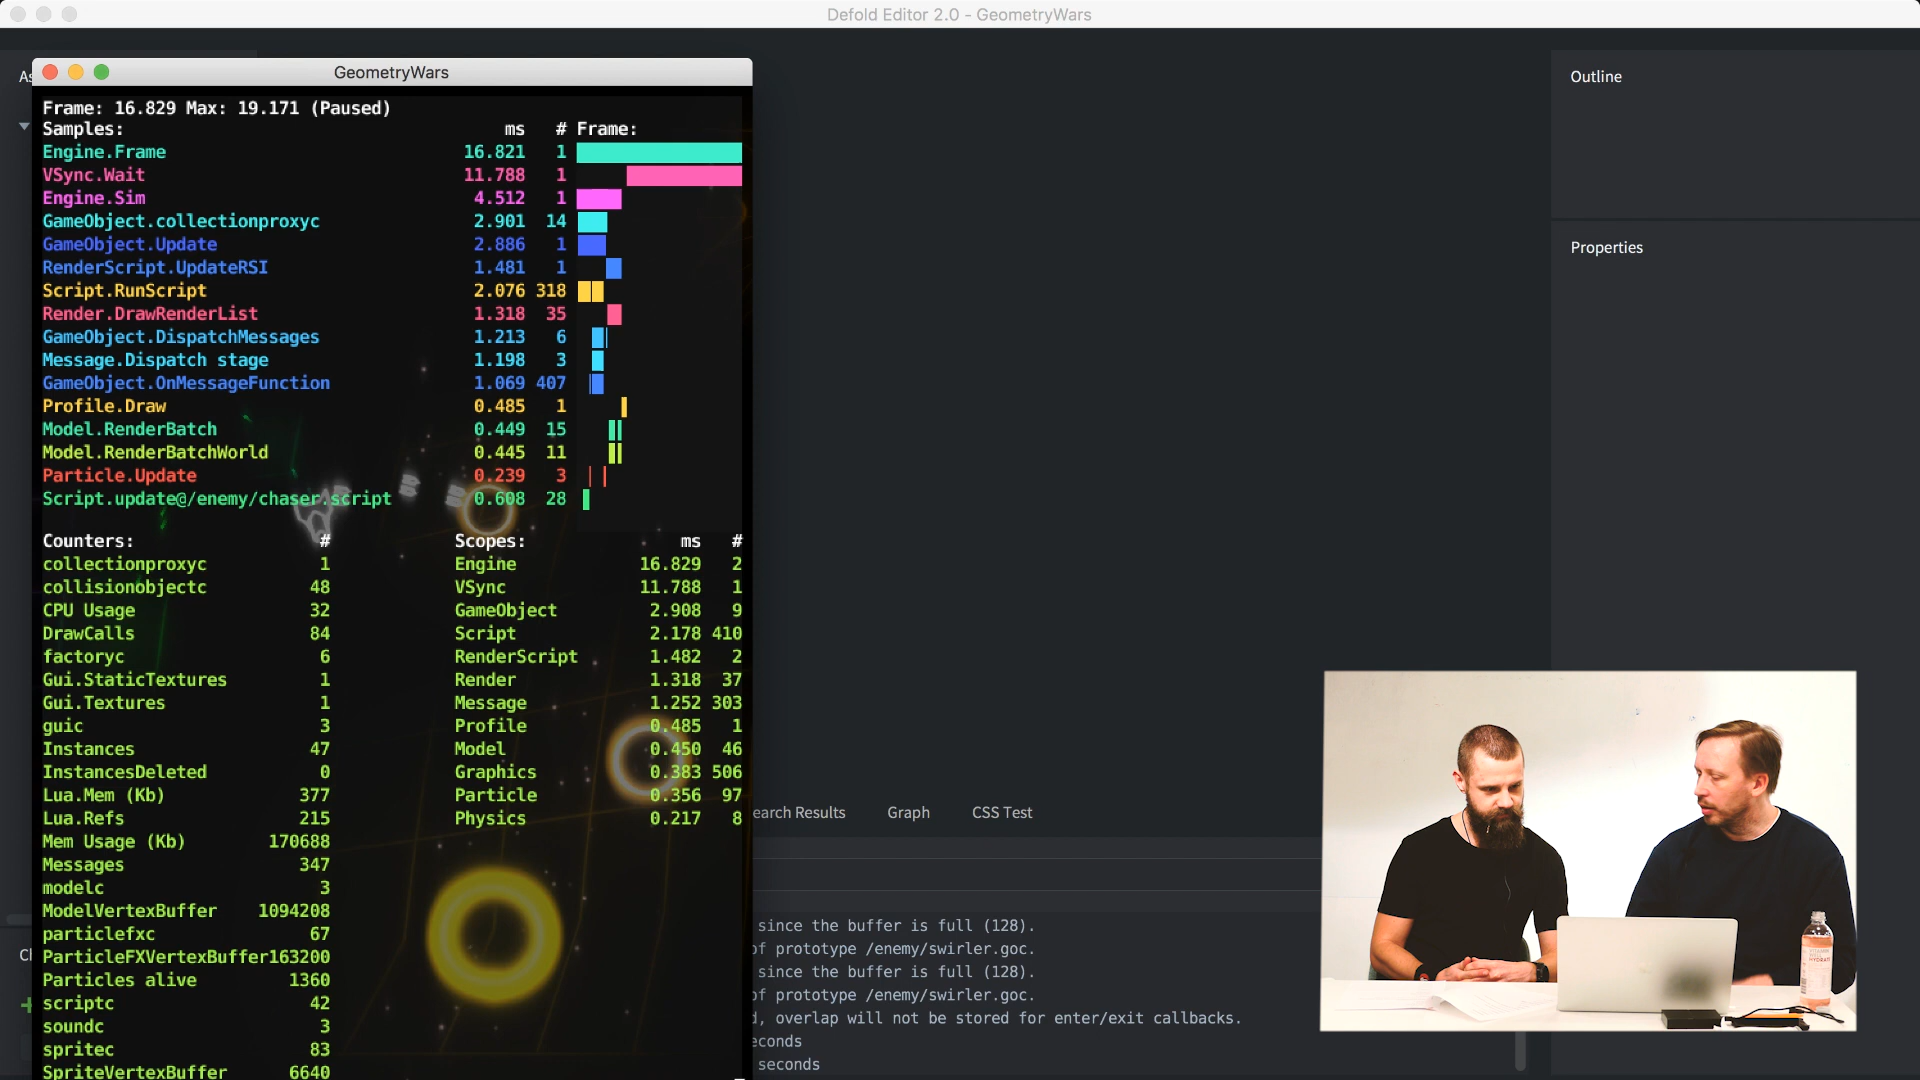 Defold Editor 2.0 - GeometryWars
As
GeometryWars
Outline
Frame: 16.829 Max: 19.171 (Paused)
Samples: ms # Frame:
Engine.Frame 16.821 1
VSync.Wait 11.788 1
Engine.Sim 4.512 1
GameObject.collectionproxyc 2.901 14
GameObject.Update 2.886 1
Properties
RenderScript.UpdateRSI 1.481 1
Script.RunScript 2.076 318
Render.DrawRenderList 1.318 35
GameObject.DispatchMessages 1.213 6
Message.Dispatch stage 1.198 3
GameObject.OnMessageFunction 1.069 407
Profile.Draw 0.485 1
Model.RenderBatch 0.449 15
Model.RenderBatchWorld 0.445 11
Particle.Update 0.239 3
Script.update@/enemy/chaser.script 0.608 28
Counters: #
collectionproxyc 1
collisionobjectc 48
CPU Usage 32
DrawCalls 84
factoryc 6
Gui.StaticTextures 1
Gui.Textures 1
guic 3
Instances 47
InstancesDeleted 0
Lua.Mem (Kb) 377
Lua.Refs 215
Mem Usage (Kb) 170688
Messages 347
modelc 3
ModelVertexBuffer 1094208
particlefxc 67
ParticleFXVertexBuffer163200
Particles alive 1360
scriptc 42
soundc 3
spritec 83
SpriteVertexBuffer 6640
Scopes: ms #
Engine 16.829 2
VSync 11.788 1
GameObject 2.908 9
Script 2.178 410
RenderScript 1.482 2
Render 1.318 37
Message 1.252 303
Profile 0.485 1
Model 0.450 46
Graphics 0.383 506
Particle 0.356 97
Physics 0.217 8
earch Results Graph CSS Test
since the buffer is full (128).
of prototype /enemy/swirler.goc.
since the buffer is full (128).
of prototype /enemy/swirler.goc.
d, overlap will not be stored for enter/exit callbacks.
econds
seconds
Ch
HYDRATE